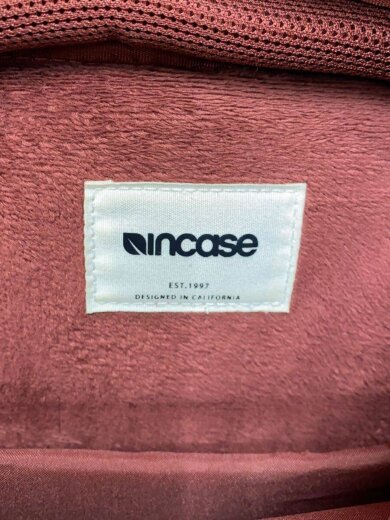 incase
EST.1997
DESIGNED IN CALIFORNIA